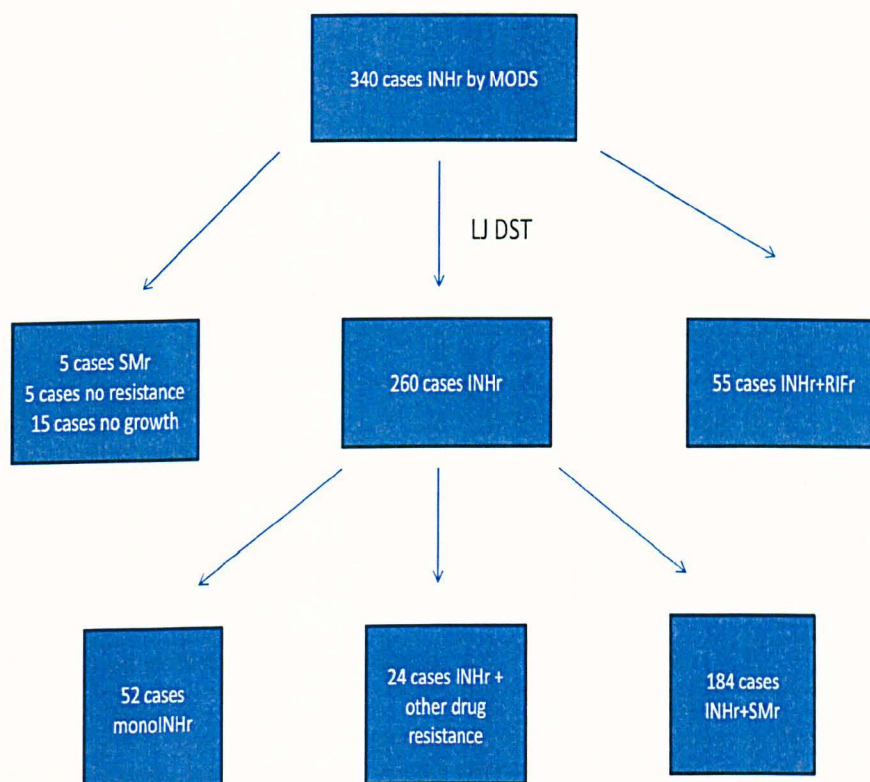 340 cases INHr by MODS
LJ DST
5 cases SMr
5 cases no resistance
15 cases no growth
260 cases INHr
55 cases INHr+RIFr
52 cases
monoINHr
24 cases INHr +
other drug
resistance
184 cases
INHr+SMr